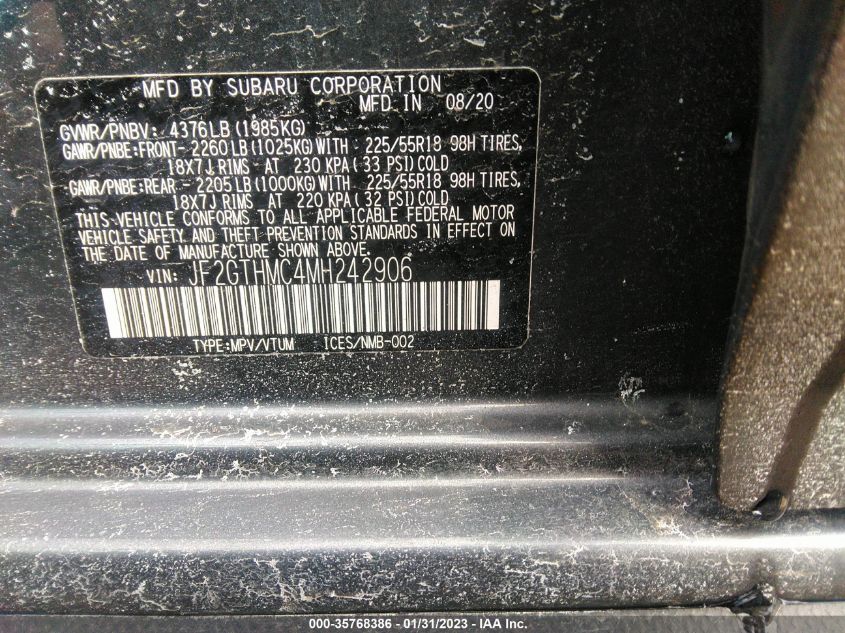 MFD BY SUBARU CORPORATION
MFD IN 08/20
GVWR/PNBV: 4376LB(1985KG)
GAWR/PNBE:FRONT- 2260LB(1025KG)WITH 225/55R18 98H TIRES,
18X7J RIMS AT 230 KPA(33 PSI)COLD
GAWR/PNBE:REAR - 2205LB(1000KG)WITH 225/55R18 98H TIRES,
18X7J RIMS AT 220 KPA(32 PSI)COLD
THIS VEHICLE CONFORMS TO ALL APPLICABLE FEDERAL MOTOR
VEHICLE SAFETY AND THEFT PREVENTION STANDARDS IN EFFECT ON
THE DATE OF MANUFACTURE SHOWN ABOVE.
VIN: JF2GTHMC4MH242906
TYPE:MPV/VTUM ICES/NMB-002
000-35768386 - 01/31/2023 - IAA Inc.